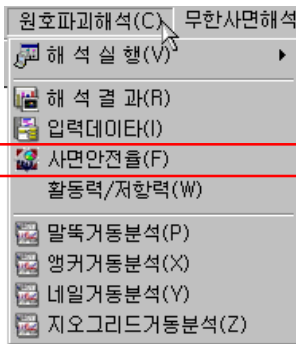 원호파괴해석(C) 무한사면해석
해 석 실 행(V)
해 석 결 과(R)
입력데이타(I)
사면안전율(F)
활동력/저항력(W)
말뚝거동분석(P)
앵커거동분석(X)
네일거동분석(Y)
지오그리드거동분석(Z)